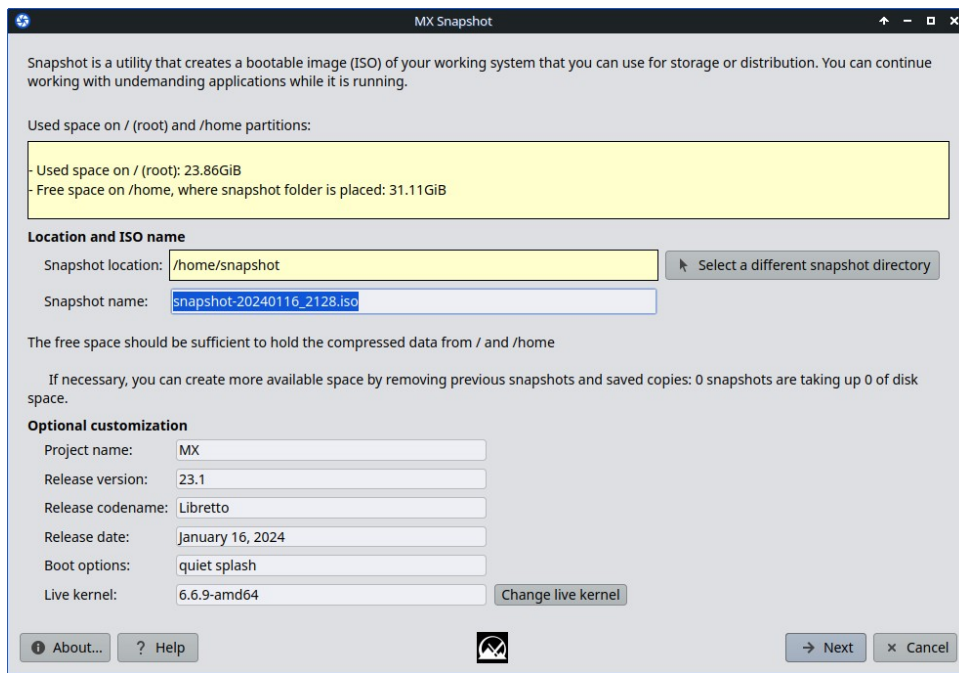 MX Snapshot
Snapshot is a utility that creates a bootable image (ISO) of your working system that you can use for storage or distribution. You can continue
working with undemanding applications while it is running.
Used space on / (root) and /home partitions:
- Used space on / (root): 23.86GiB
- Free space on /home, where snapshot folder is placed: 31.11GiB
Location and ISO name
Snapshot location: /home/snapshot Select a different snapshot directory
Snapshot name: snapshot-20240116_2128.iso
The free space should be sufficient to hold the compressed data from / and /home
If necessary, you can create more available space by removing previous snapshots and saved copies: 0 snapshots are taking up 0 of disk
space.
Optional customization
Project name: MX
Release version: 23.1
Release codename: Libretto
Release date: January 16, 2024
Boot options: quiet splash
Live kernel: 6.6.9-amd64 Change live kernel
About... ? Help Next Cancel